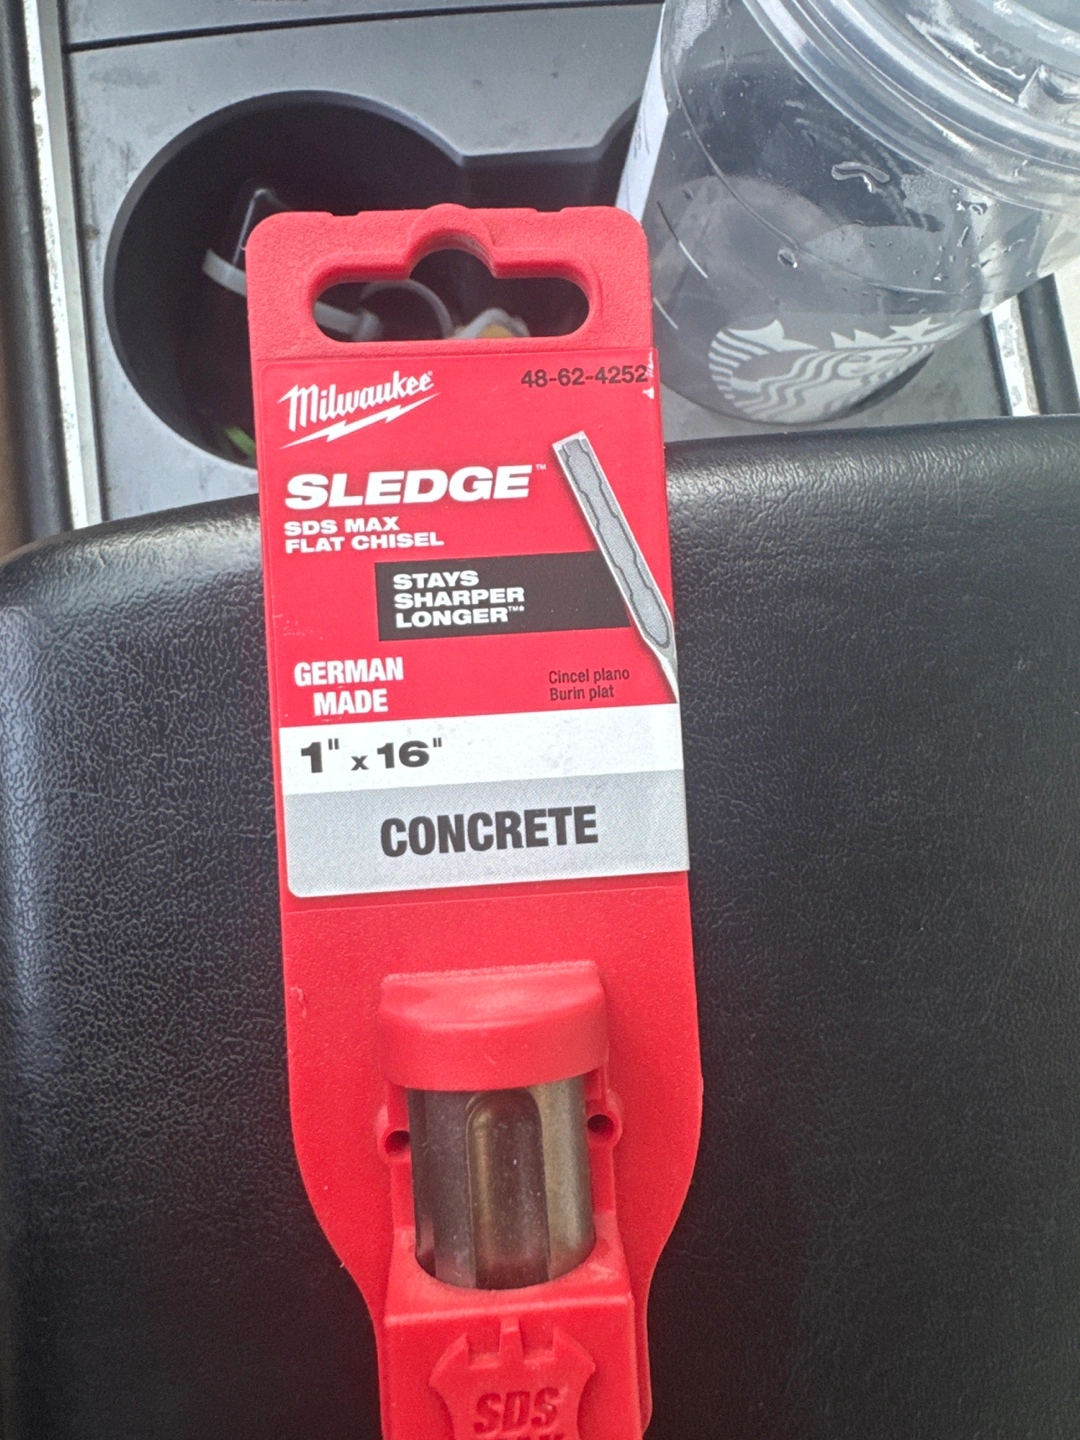 Milwaukee®
48-62-4252
SLEDGE™
SDS MAX
FLAT CHISEL
STAYS
SHARPER
LONGER™*
GERMAN
MADE
Cincel plano
Burin plat
1" x 16"
CONCRETE
SDS